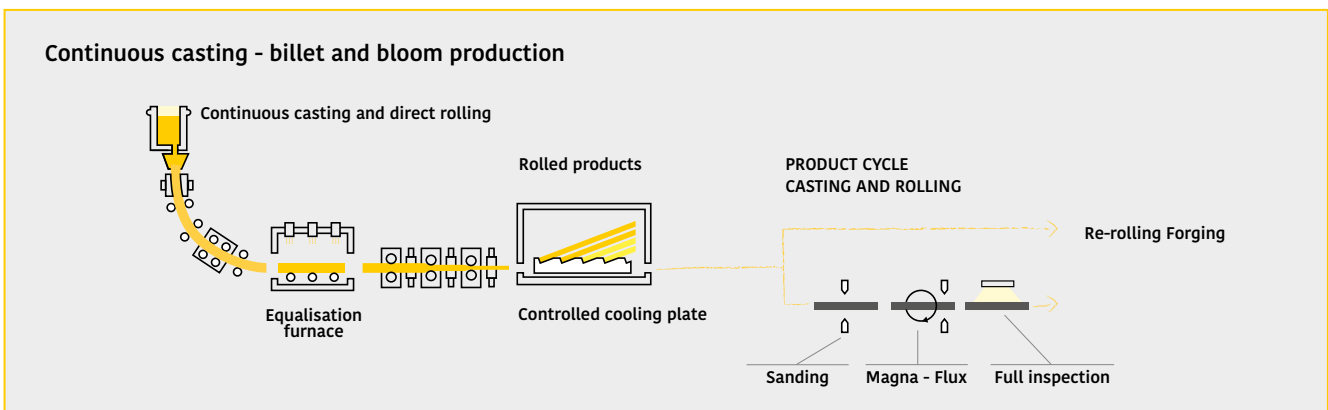 Continuous casting - billet and bloom production
Continuous casting and direct rolling
Rolled products
PRODUCT CYCLE
CASTING AND ROLLING
Re-rolling Forging
Equalisation
furnace
Controlled cooling plate
Sanding
Magna - Flux
Full inspection